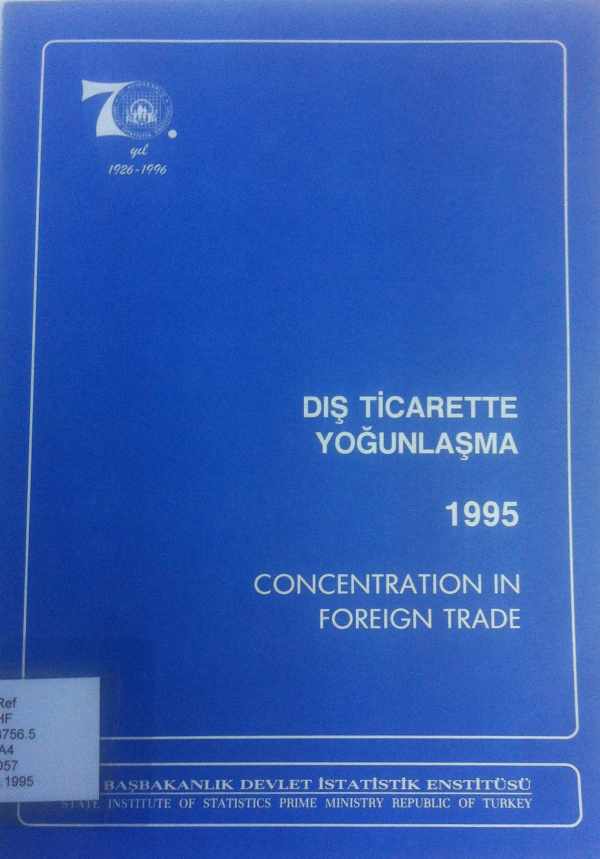 70.
yıl
1926-1996
DIŞ TİCARETTE
YOĞUNLAŞMA
1995
CONCENTRATION IN
FOREIGN TRADE
Ref
HF
3756.5
A4
057
.1995
BAŞBAKANLIK DEVLET İSTATİSTİK ENSTİTÜSÜ
STATE INSTITUTE OF STATISTICS PRIME MINISTRY REPUBLIC OF TURKEY